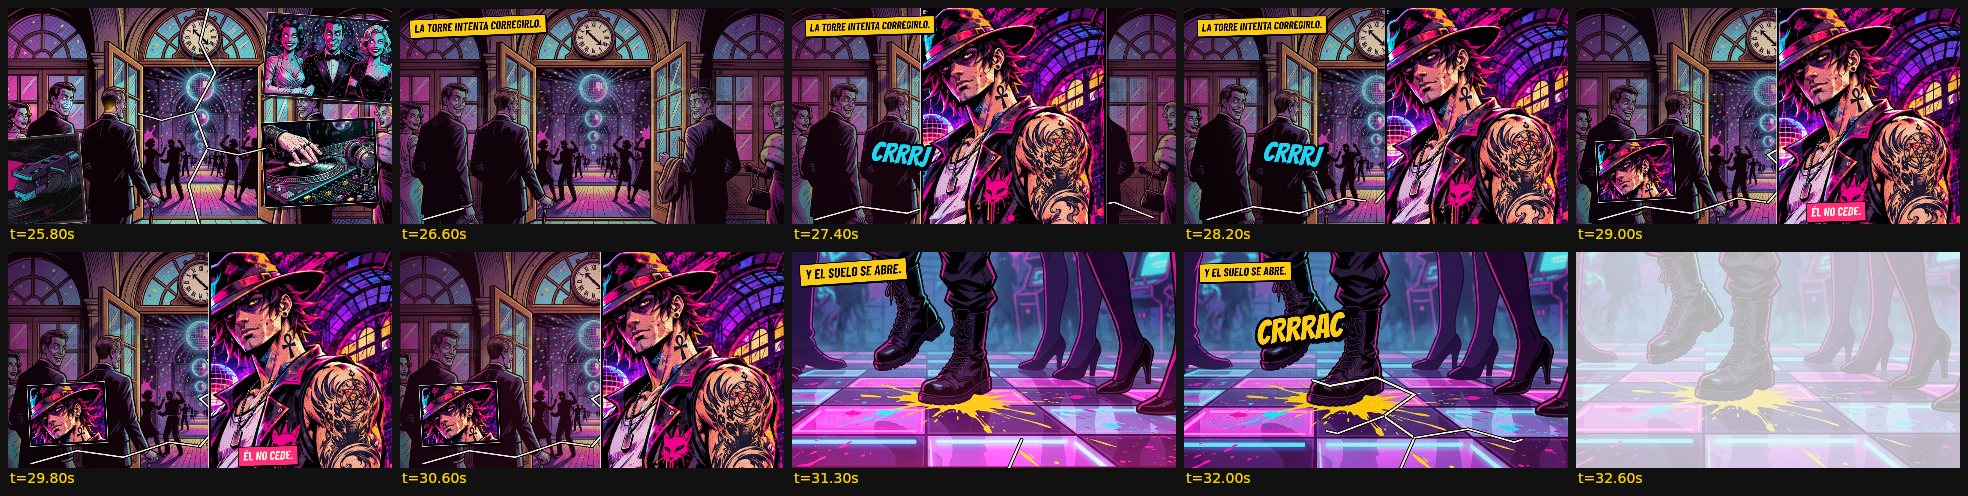 t=25.80s
LA TORRE INTENTA CORREGIRLO.
t=26.60s
LA TORRE INTENTA CORREGIRLO.
CRRRJ
t=27.40s
LA TORRE INTENTA CORREGIRLO.
CRRRJ
t=28.20s
ÉL NO CEDE.
t=29.00s
ÉL NO CEDE.
t=29.80s
t=30.60s
Y EL SUELO SE ABRE.
t=31.30s
Y EL SUELO SE ABRE.
CRRRAC
t=32.00s
t=32.60s